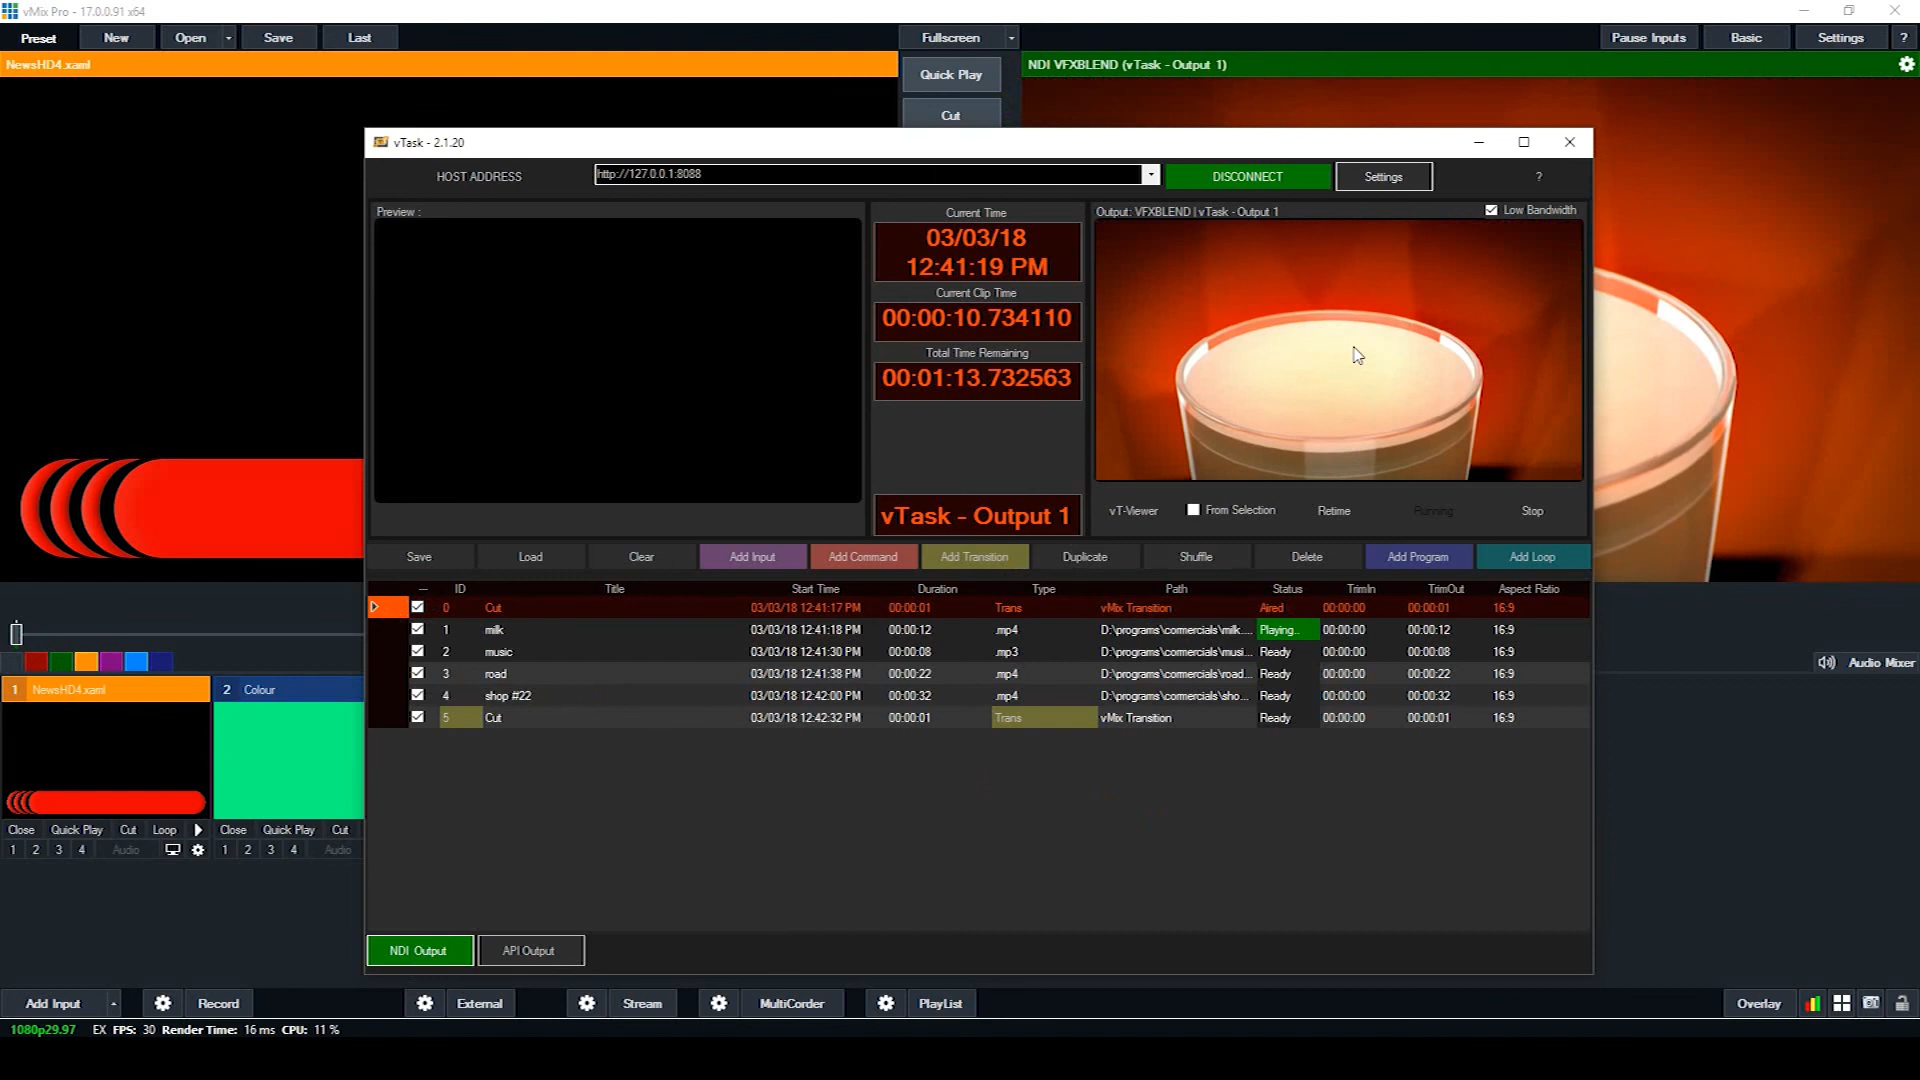 vMix Pro - 17.0.0.91 x64
Preset New Open Save Last Fullscreen Pause Inputs Basic Settings ?
NewsHD4.xaml
Quick Play
NDI VFXBLEND (vTask - Output 1)
Cut
vTask - 2.1.20
HOST ADDRESS http://127.0.0.1:8088 DISCONNECT Settings ?
Preview :
Current Time
03/03/18
12:41:19 PM
Current Clip Time
00:00:10.734110
Total Time Remaining
00:01:13.732563
vTask - Output 1
Output: VFXBLEND | vTask - Output 1 Low Bandwidth
vT-Viewer From Selection Retime Running Stop
Save Load Clear Add Input Add Command Add Transition Duplicate Shuffle Delete Add Program Add Loop
--- ID Title Start Time Duration Type Path Status TrimIn TrimOut Aspect Ratio
0 Cut 03/03/18 12:41:17 PM 00:00:01 Trans vMix Transition Aired 00:00:00 00:00:01 16:9
1 milk 03/03/18 12:41:18 PM 00:00:12 .mp4 D:\programs\comercials\milk.... Playing.. 00:00:00 00:00:12 16:9
2 music 03/03/18 12:41:30 PM 00:00:08 .mp3 D:\programs\comercials\musi... Ready 00:00:00 00:00:08 16:9
3 road 03/03/18 12:41:38 PM 00:00:22 .mp4 D:\programs\comercials\road... Ready 00:00:00 00:00:22 16:9
4 shop #22 03/03/18 12:42:00 PM 00:00:32 .mp4 D:\programs\comercials\sho... Ready 00:00:00 00:00:32 16:9
5 Cut 03/03/18 12:42:32 PM 00:00:01 Trans vMix Transition Ready 00:00:00 00:00:01 16:9
NDI Output API Output
Audio Mixer
1 NewsHD4.xaml
Close Quick Play Cut Loop
1 2 3 4 Audio
2 Colour
Close Quick Play Cut
1 2 3 4 Audio
Add Input Record External Stream MultiCorder PlayList Overlay
1080p29.97 EX FPS: 30 Render Time: 16 ms CPU: 11 %